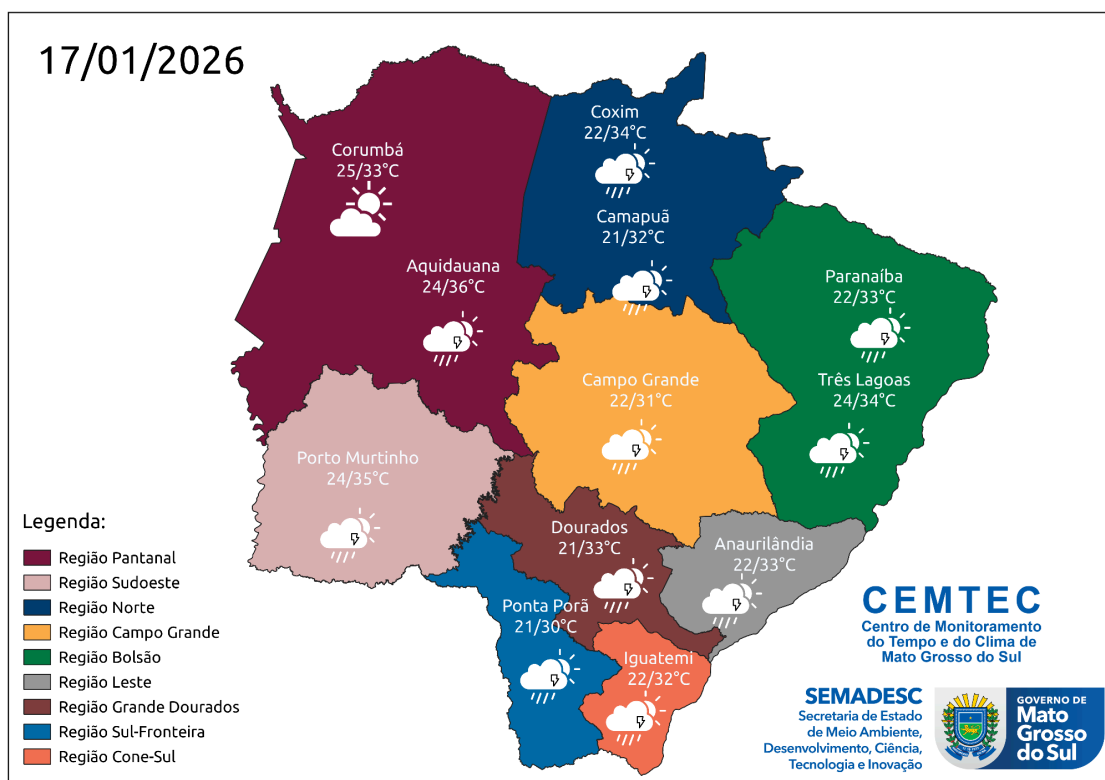 17/01/2026
Coxim
22/34°C
Corumbá
25/33°C
Camapuã
21/32°C
Aquidauana
24/36°C
Paranaíba
22/33°C
Campo Grande
22/31°C
Três Lagoas
24/34°C
Porto Murtinho
24/35°C
Dourados
21/33°C
Anaurilândia
22/33°C
Ponta Porã
21/30°C
Iguatemi
22/32°C
Legenda:
Região Pantanal
Região Sudoeste
Região Norte
Região Campo Grande
Região Bolsão
Região Leste
Região Grande Dourados
Região Sul-Fronteira
Região Cone-Sul
CEMTEC
Centro de Monitoramento
do Tempo e do Clima de
Mato Grosso do Sul
SEMADESC
Secretaria de Estado
de Meio Ambiente,
Desenvolvimento, Ciência,
Tecnologia e Inovação
GOVERNO DE
Mato
Grosso
do Sul